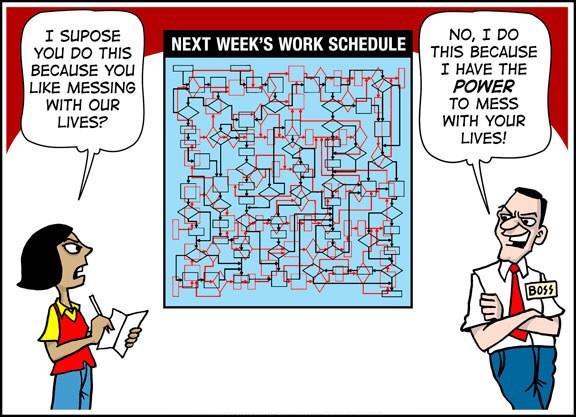 I SUPOSE
YOU DO THIS
BECAUSE YOU
LIKE MESSING
WITH OUR
LIVES?
NEXT WEEK'S WORK SCHEDULE
NO, I DO
THIS BECAUSE
I HAVE THE
POWER
TO MESS
WITH YOUR
LIVES!
BOSS